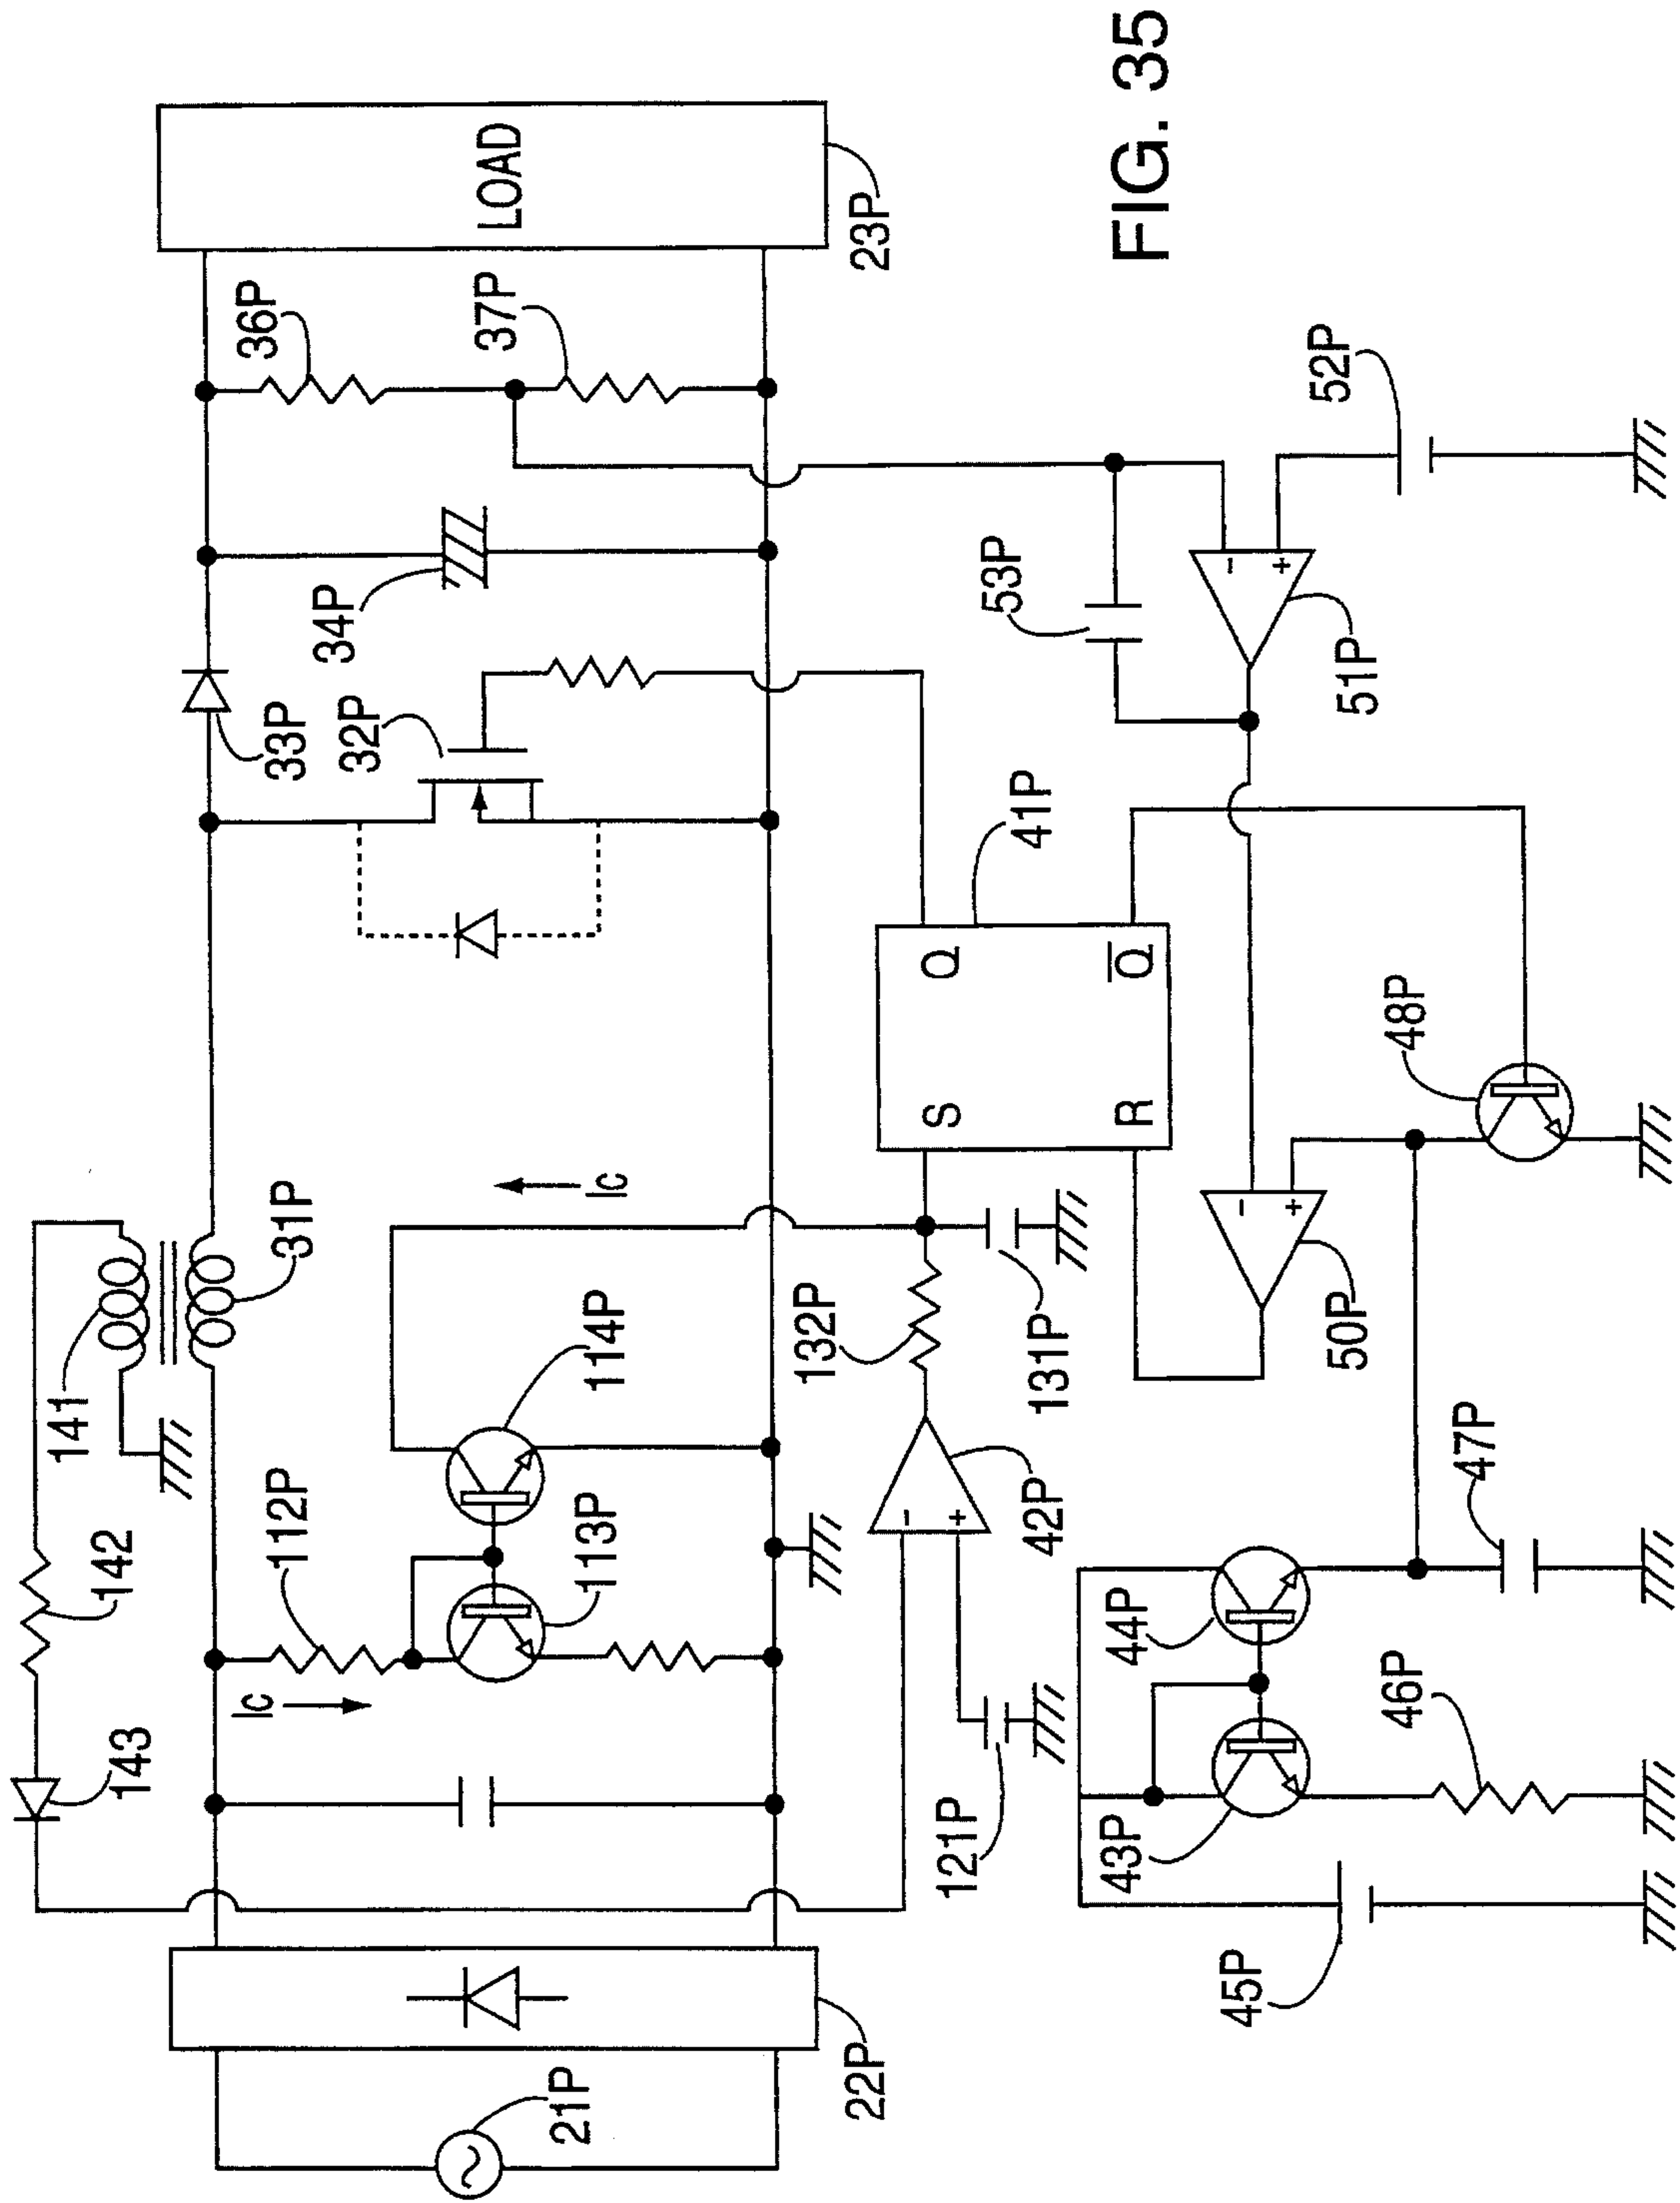 141
142
143
31P
33P
36P
37P
LOAD
23P
34P
32P
Ic
112P
114P
113P
Ic
21P
22P
132P
131P
42P
-
+
121P
S
Q
R
Q̅
41P
53P
-
+
51P
52P
-
+
50P
48P
47P
44P
43P
46P
45P
FIG. 35